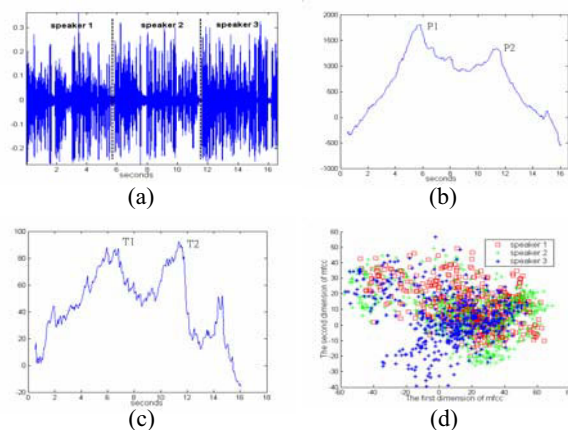 speaker 1 speaker 2 speaker 3
0.3
0.2
0.1
0
-0.1
-0.2
0 2 4 6 8 10 12 14 16
seconds
(a)
2000
1500
1000
500
0
-500
-1000
P1
P2
0 2 4 6 8 10 12 14 16 18
seconds
(b)
100
80
60
40
20
0
-20
T1
T2
0 2 4 6 8 10 12 14 16 18
seconds
(c)
60
50
40
30
20
10
0
-10
-20
-30
-40
The second dimension of mfcc
speaker 1
speaker 2
speaker 3
-60 -40 -20 0 20 40 60
The first dimension of mfcc
(d)